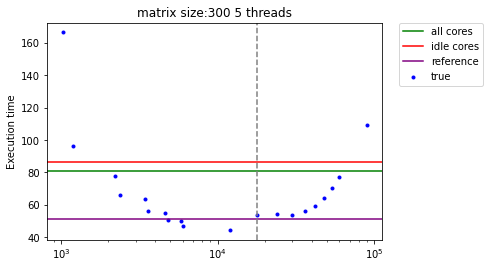 matrix size:300 5 threads
all cores
idle cores
reference
true
Execution time
160
140
120
100
80
60
40
10³
10⁴
10⁵